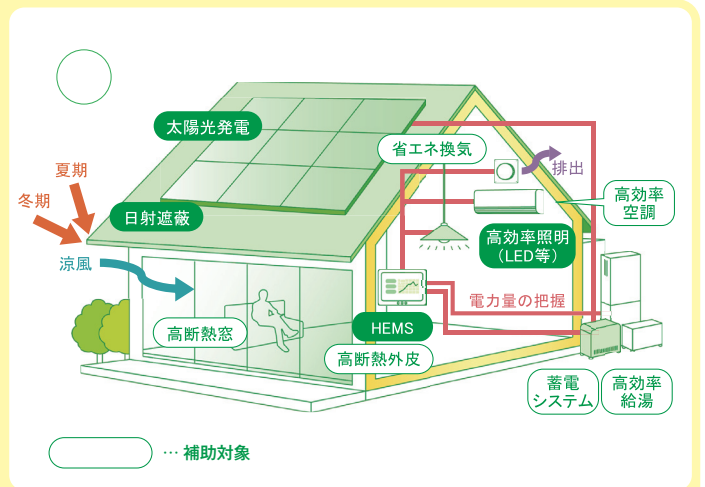 太陽光発電
省エネ換気
排出
夏期
冬期
高効率
空調
日射遮蔽
高効率照明
（LED等）
涼風
電力量の把握
高断熱窓
HEMS
高断熱外皮
蓄電
システム
高効率
給湯
… 補助対象